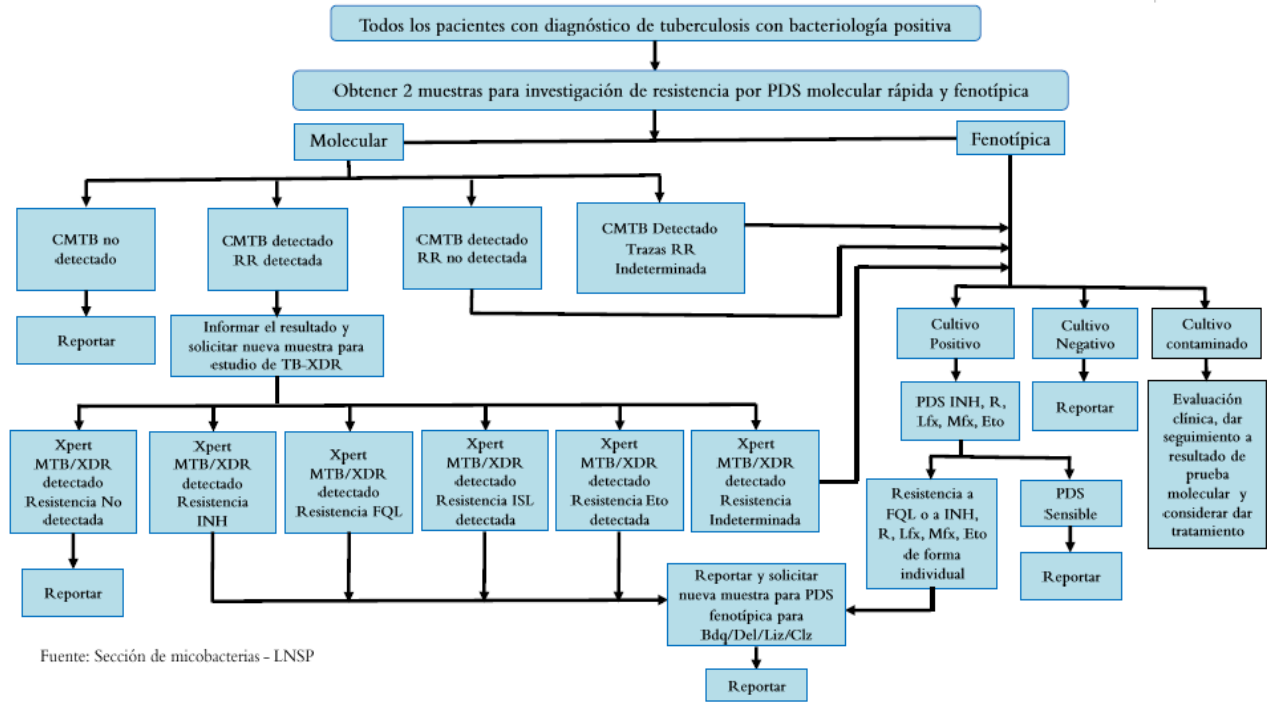 Todos los pacientes con diagnóstico de tuberculosis con bacteriología positiva
Obtener 2 muestras para investigación de resistencia por PDS molecular rápida y fenotípica
Molecular
Fenotípica
CMTB no
detectado
CMTB detectado
RR detectada
CMTB detectado
RR no detectada
CMTB Detectado
Trazas RR
Indeterminada
Reportar
Informar el resultado y
solicitar nueva muestra para
estudio de TB-XDR
Cultivo
Positivo
Cultivo
Negativo
Cultivo
contaminado
PDS INH, R,
Lfx, Mfx, Eto
Reportar
Evaluación
clínica, dar
seguimiento a
resultado de
prueba
molecular y
considerar dar
tratamiento
Xpert
MTB/XDR
detectado
Resistencia No
detectada
Xpert
MTB/XDR
detectado
Resistencia
INH
Xpert
MTB/XDR
detectado
Resistencia FQL
Xpert
MTB/XDR
detectado
Resistencia ISL
detectada
Xpert
MTB/XDR
detectado
Resistencia Eto
detectada
Xpert
MTB/XDR
detectado
Resistencia
Indeterminada
Resistencia a
FQL o a INH,
R, Lfx, Mfx, Eto
de forma
individual
PDS
Sensible
Reportar
Reportar
Reportar y solicitar
nueva muestra para PDS
fenotípica para
Bdq/Del/Liz/Clz
Reportar
Fuente: Sección de micobacterias - LNSP